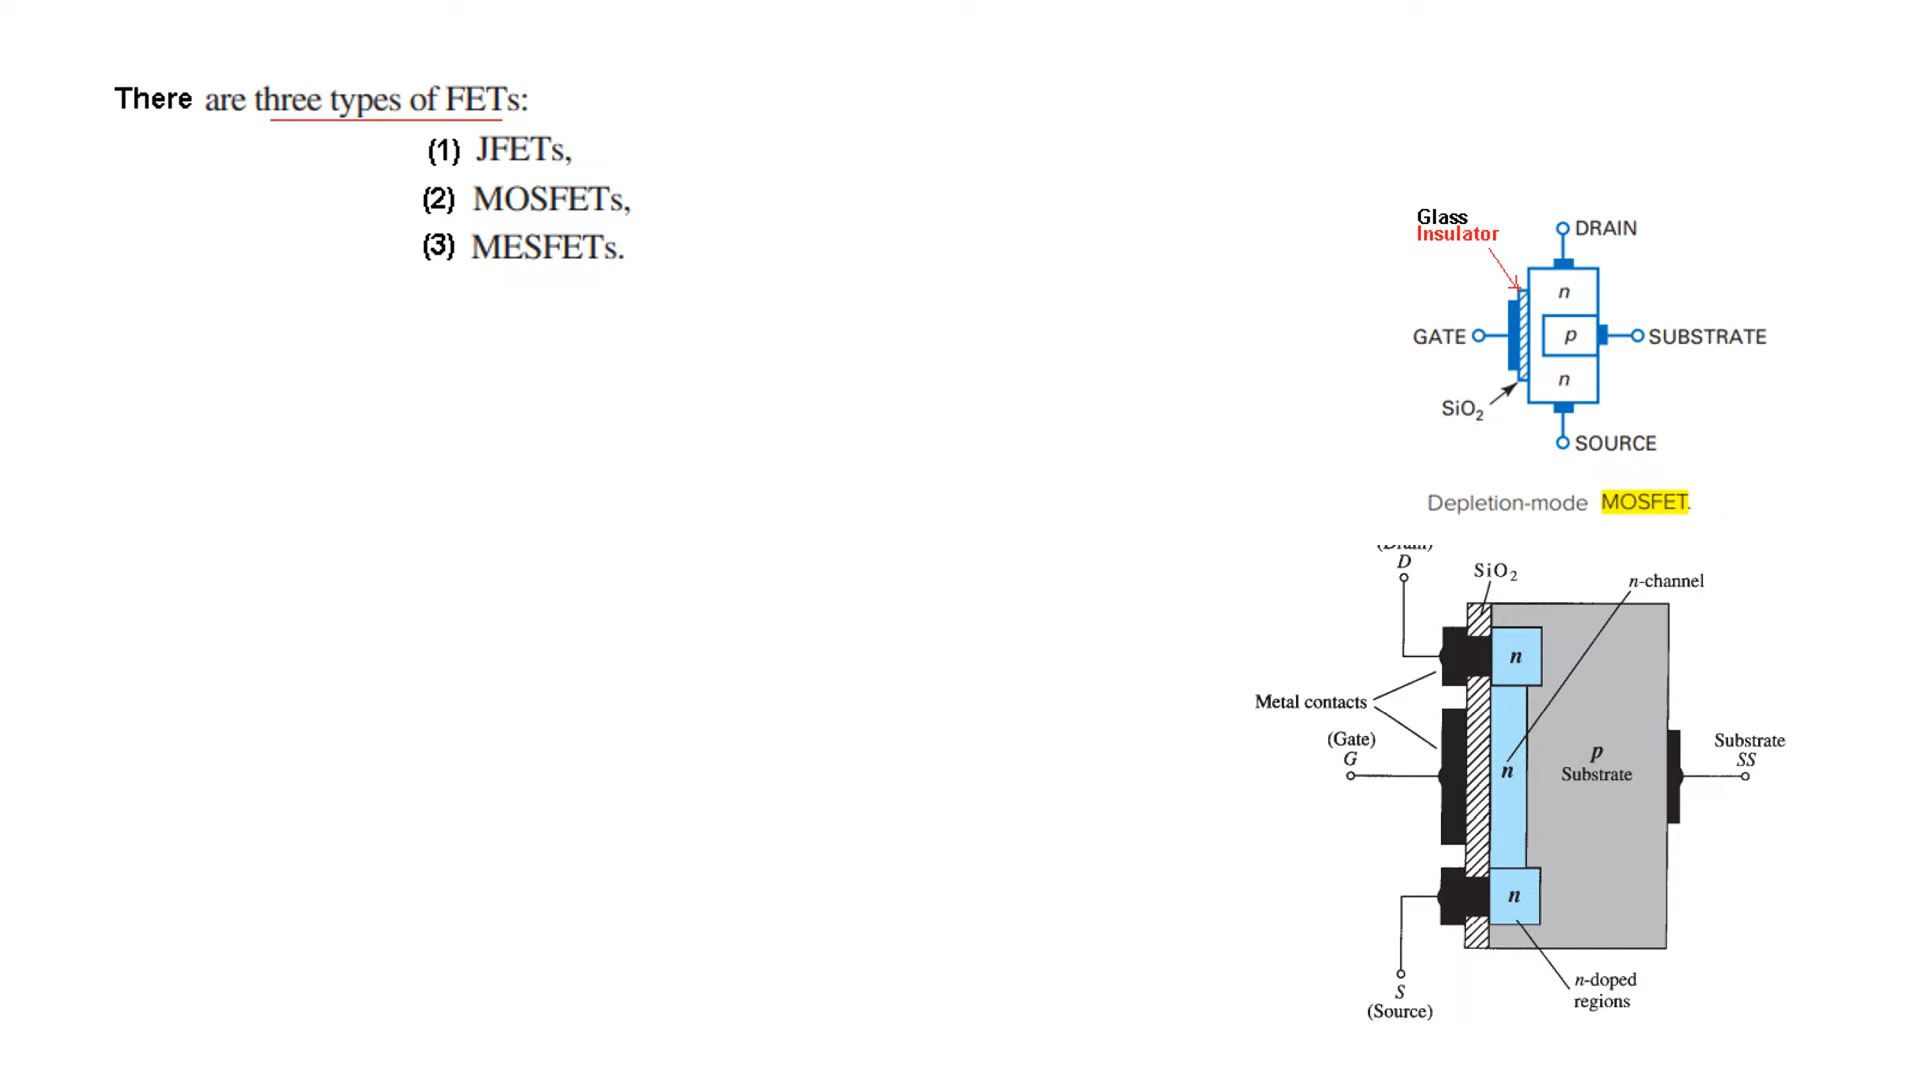 There are three types of FETs:
(1) JFETs,
(2) MOSFETs,
(3) MESFETs.
Glass
Insulator
DRAIN
n
GATE
p
SUBSTRATE
n
SiO2
SOURCE
Depletion-mode MOSFET.
(Drain)
D
SiO2
n-channel
n
Metal contacts
(Gate)
G
n
p
Substrate
Substrate
SS
n
n-doped
regions
S
(Source)